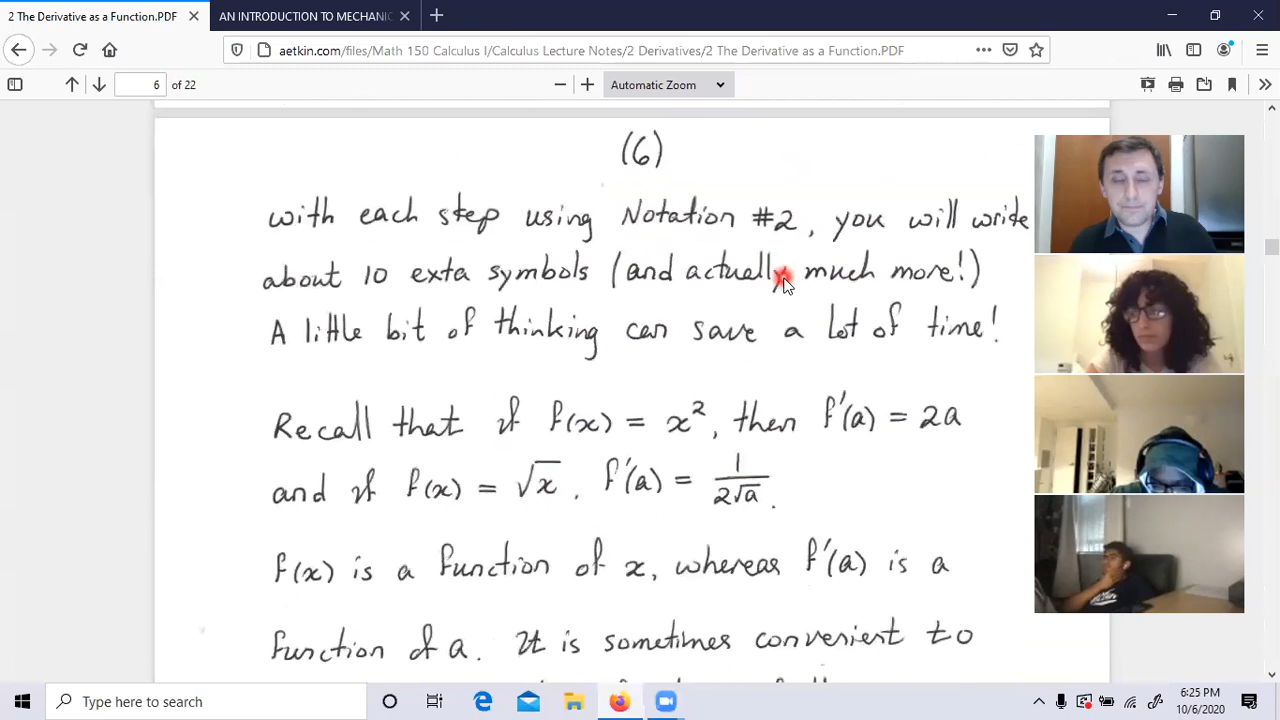 2 The Derivative as a Function.PDF
AN INTRODUCTION TO MECHANIC
aetkin.com/files/Math 150 Calculus I/Calculus Lecture Notes/2 Derivatives/2 The Derivative as a Function.PDF
6 of 22
Automatic Zoom
(6)
with each step using Notation #2, you will write
about 10 exta symbols (and actually much more!)
A little bit of thinking can save a lot of time!
Recall that if f(x) = x², then f'(a) = 2a
and if f(x) = √x, f'(a) = 1/(2√a).
f(x) is a function of x, whereas f'(a) is a
function of a. It is sometimes convenient to
Type here to search
6:25 PM
10/6/2020